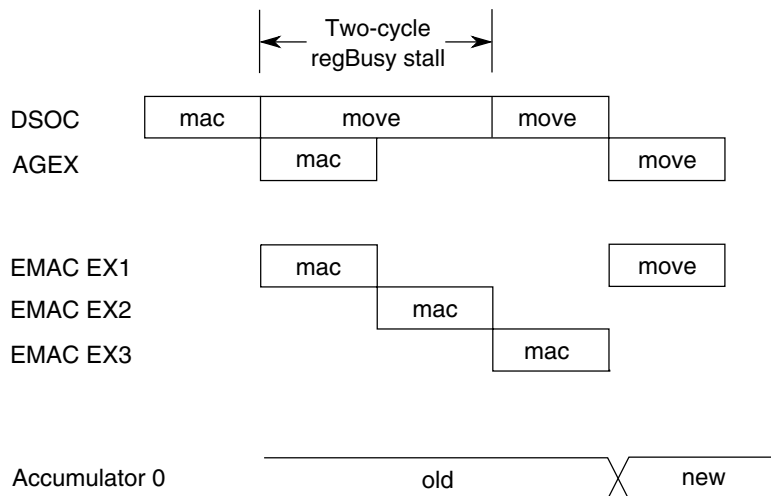 Two-cycle
regBusy stall
DSOC mac move move
AGEX mac move
EMAC EX1 mac move
EMAC EX2 mac
EMAC EX3 mac
Accumulator 0 old new